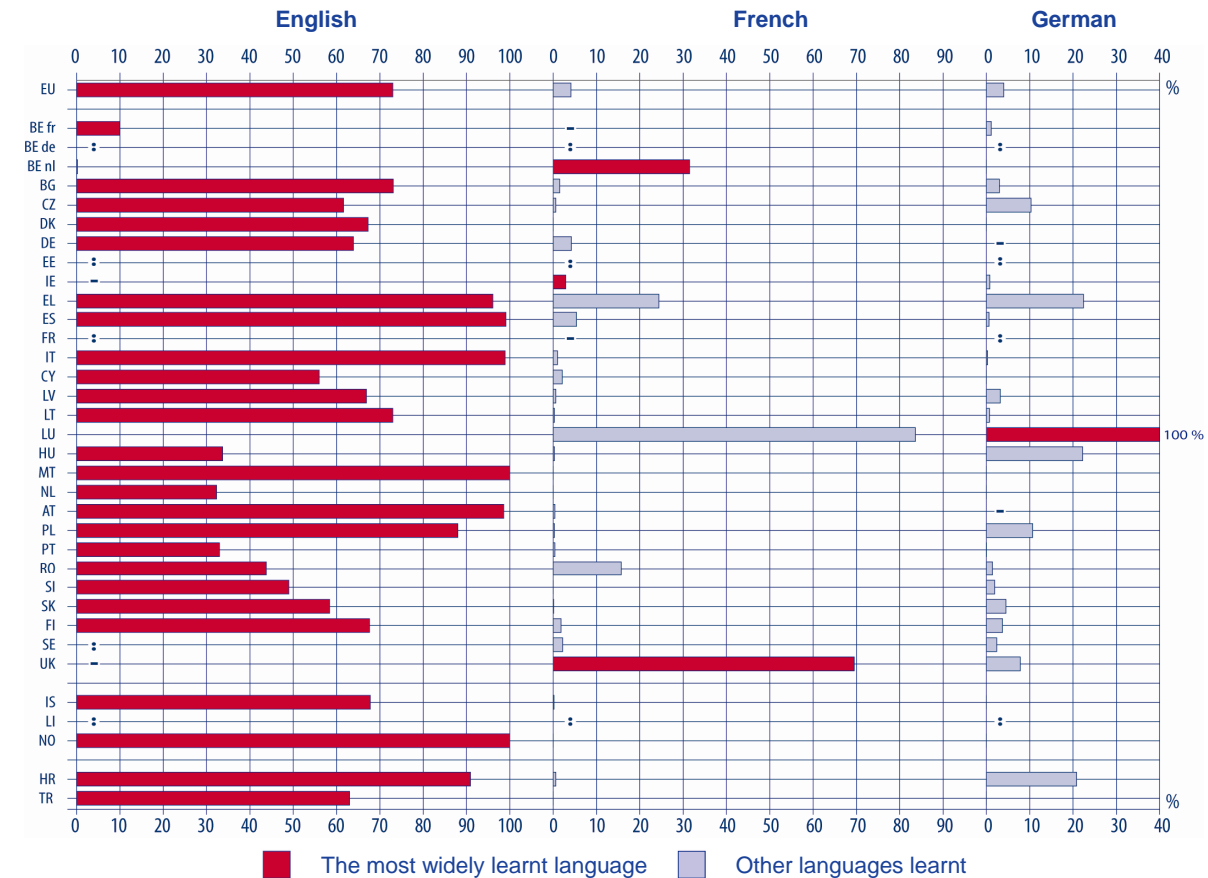 English French German
0 10 20 30 40 50 60 70 80 90 100 0 10 20 30 40 50 60 70 80 90 0 10 20 30 40
EU %
BE fr -
BE de : : :
BE nl
BG
CZ
DK
DE -
EE : : :
IE -
EL
ES
FR : - :
IT
CY
LV
LT
LU 100 %
HU
MT
NL
AT -
PL
PT
RO
SI
SK
FI
SE :
UK -
IS
LI : : :
NO
HR
TR %
0 10 20 30 40 50 60 70 80 90 100 0 10 20 30 40 50 60 70 80 90 0 10 20 30 40
The most widely learnt language Other languages learnt